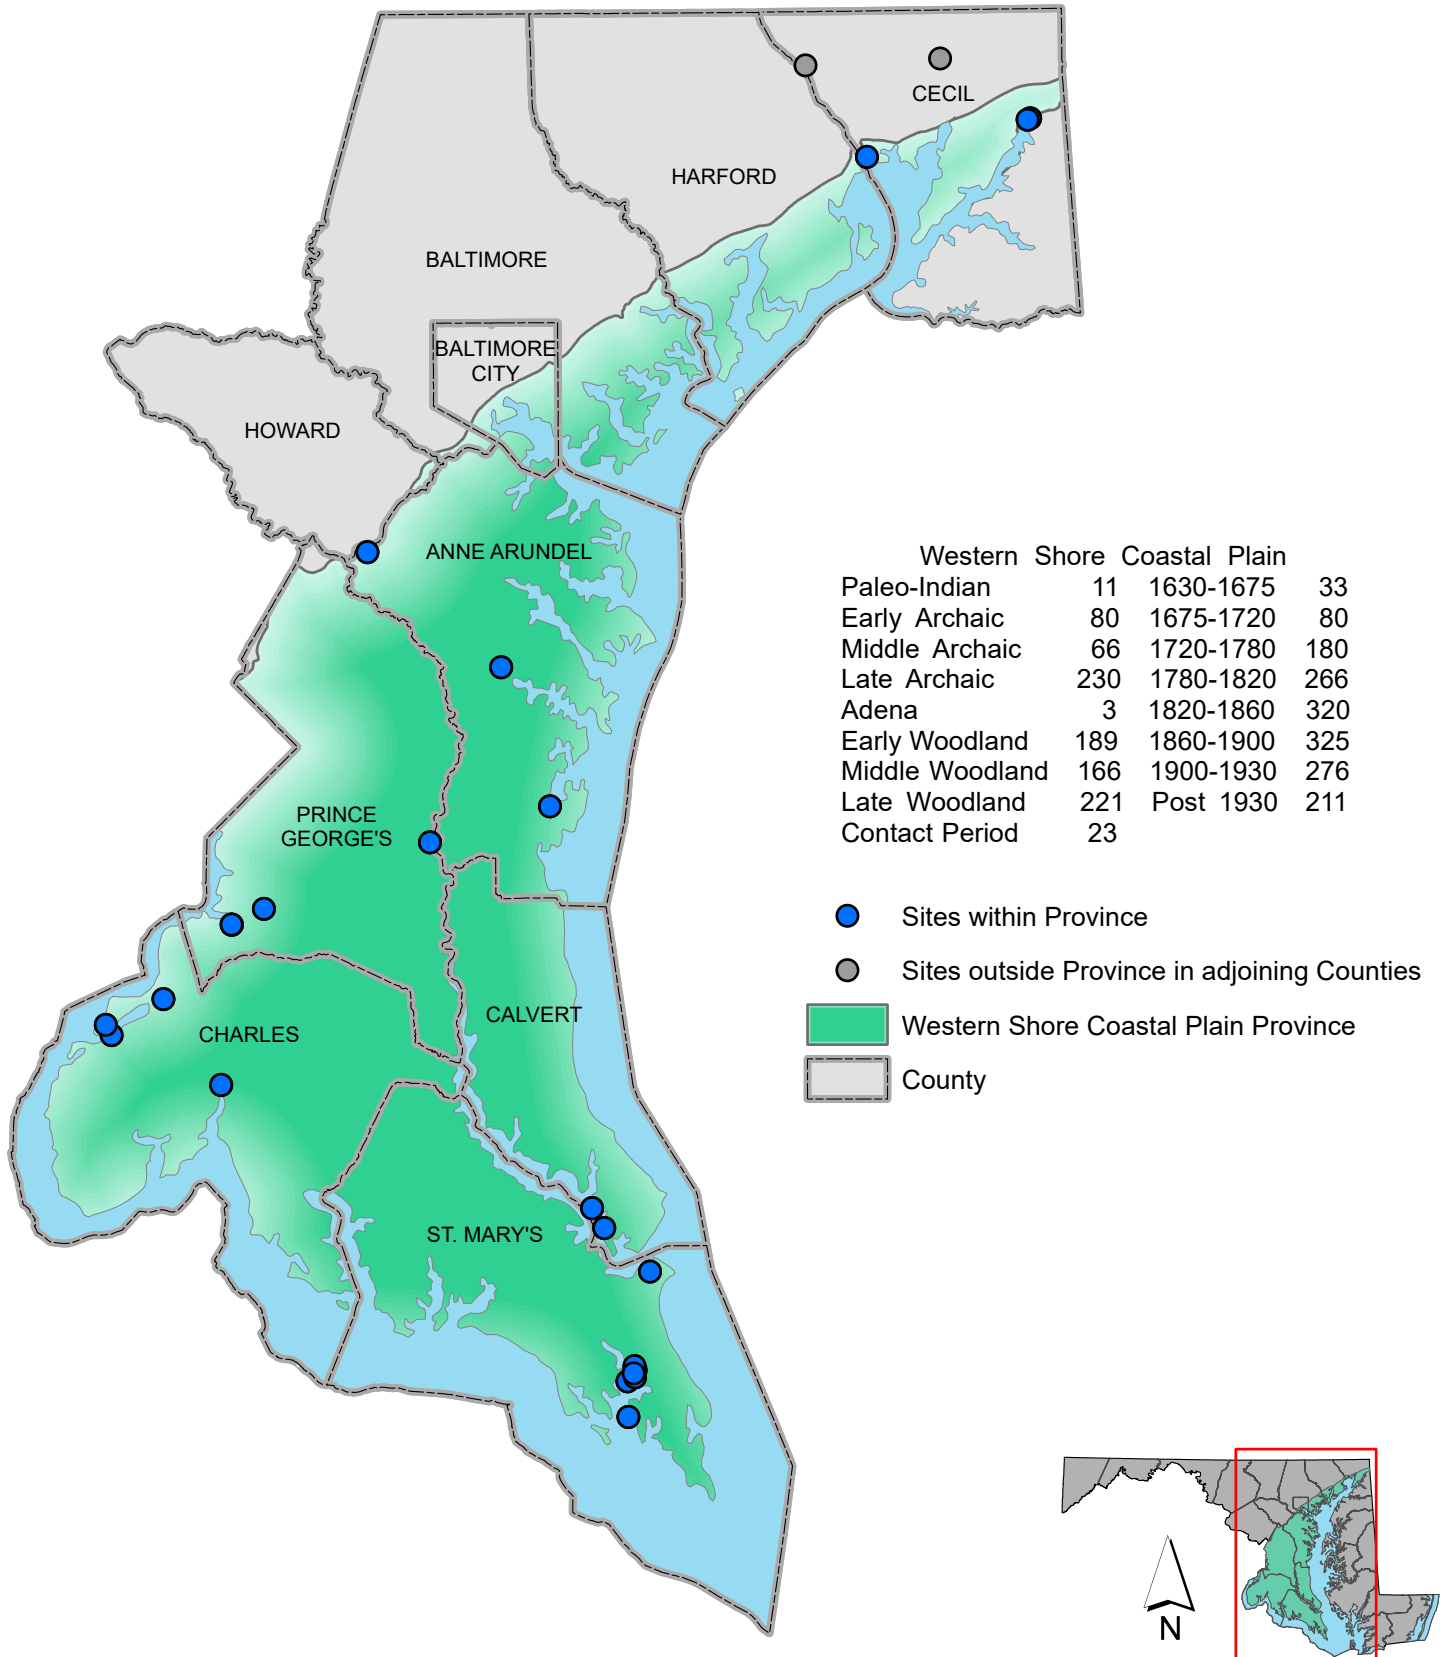 CECIL
HARFORD
BALTIMORE
BALTIMORE
CITY
HOWARD
ANNE ARUNDEL
PRINCE
GEORGE'S
CHARLES
CALVERT
ST. MARY'S
Western Shore Coastal Plain
Paleo-Indian 11 1630-1675 33
Early Archaic 80 1675-1720 80
Middle Archaic 66 1720-1780 180
Late Archaic 230 1780-1820 266
Adena 3 1820-1860 320
Early Woodland 189 1860-1900 325
Middle Woodland 166 1900-1930 276
Late Woodland 221 Post 1930 211
Contact Period 23
Sites within Province
Sites outside Province in adjoining Counties
Western Shore Coastal Plain Province
County
N